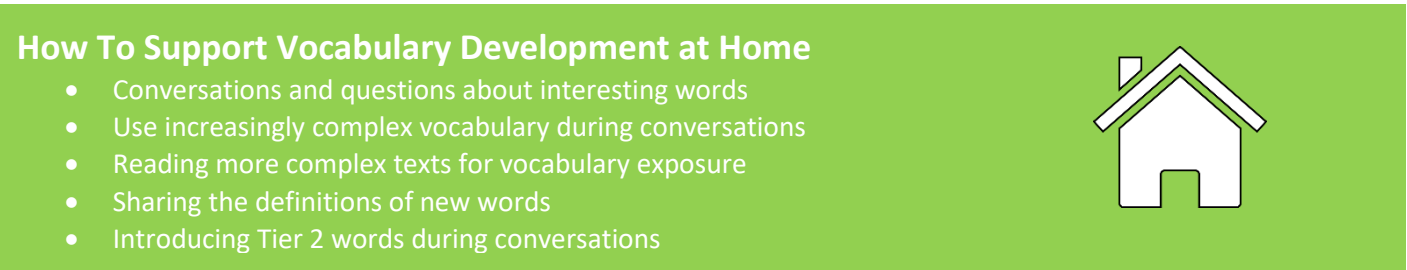 How To Support Vocabulary Development at Home
• Conversations and questions about interesting words
• Use increasingly complex vocabulary during conversations
• Reading more complex texts for vocabulary exposure
• Sharing the definitions of new words
• Introducing Tier 2 words during conversations